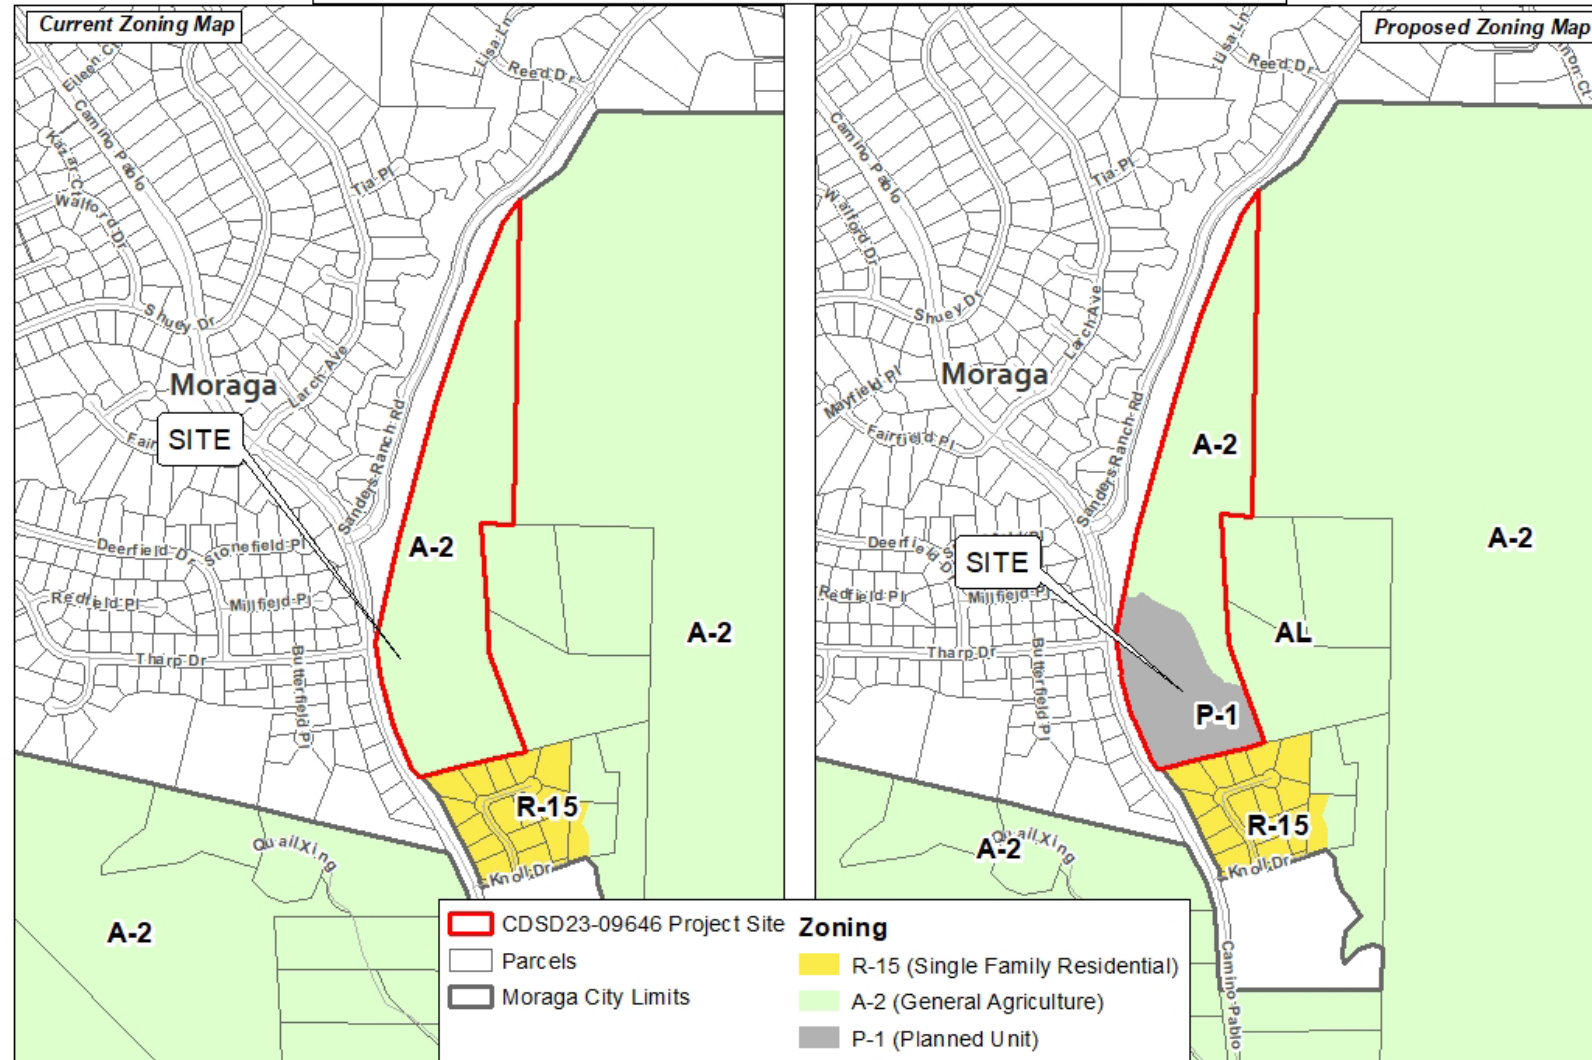 Current Zoning Map
Eileen Ct
Camino Pablo
Kazar Ct
Walford Dr
Shuey Dr
Lisa Ln
Reed Dr
Tia Pl
Larch Ave
Moraga
SITE
Sanders Ranch Rd
A-2
Deerfield Dr
Stonefield Pl
Redfield Pl
Millfield Pl
Tharp Dr
Butterfield Pl
A-2
R-15
Quail Xing
Knoll Dr
A-2
Proposed Zoning Map
Lisa Ln
Reed Dr
Camino Pablo
Walford Dr
Tia Pl
Shuey Dr
Larch Ave
Moraga
Mayfield Pl
Fairfield Pl
Sanders Ranch Rd
A-2
A-2
Deerfield D
SITE
Redfield Pl
Millfield Pl
Tharp Dr
Butterfield Pl
AL
P-1
R-15
A-2
Quail Xing
Knoll Dr
Camino Pablo
CDSD23-09646 Project Site
Parcels
Moraga City Limits
Zoning
R-15 (Single Family Residential)
A-2 (General Agriculture)
P-1 (Planned Unit)